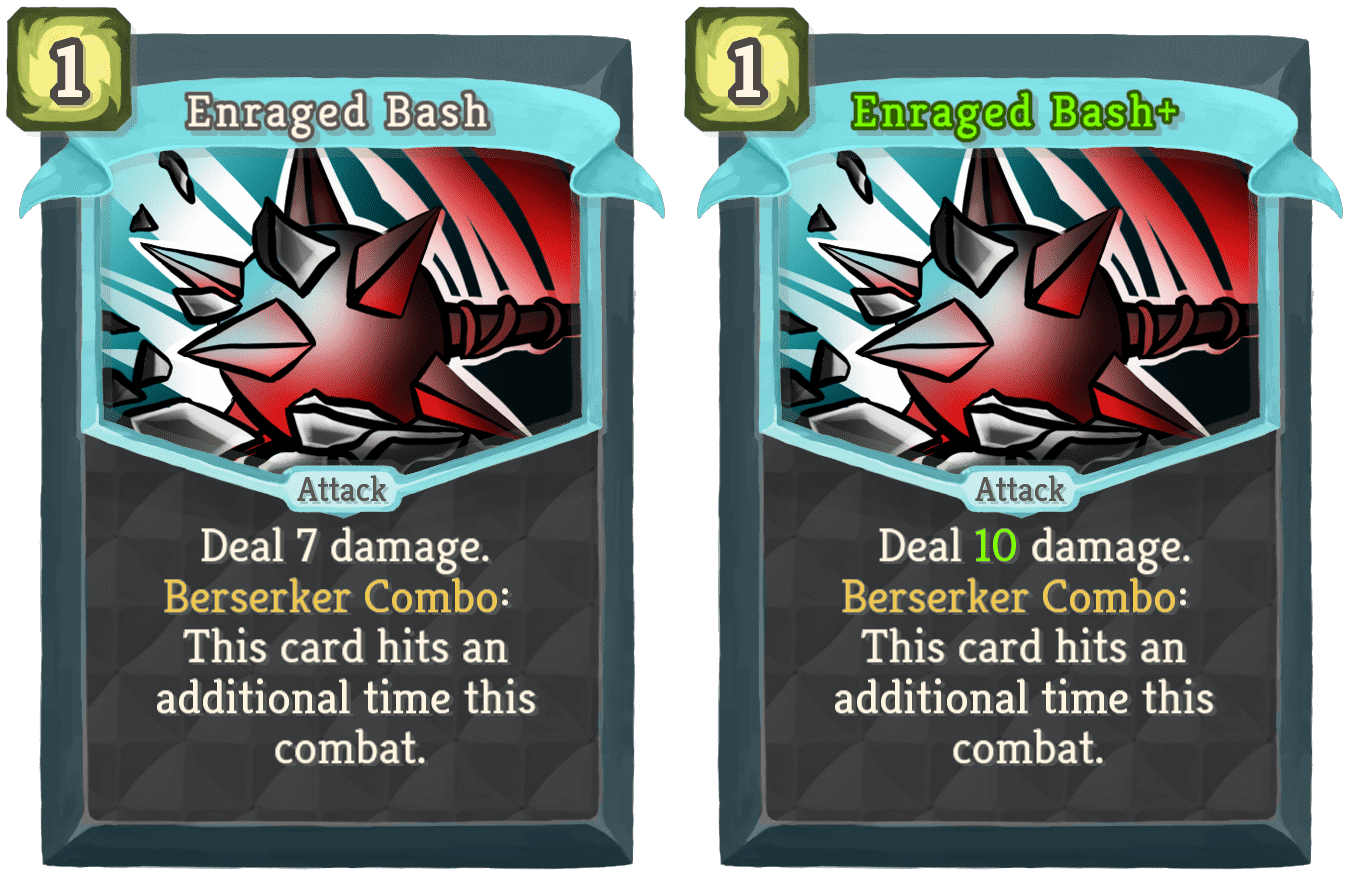 1
Enraged Bash
Attack
Deal 7 damage.
Berserker Combo:
This card hits an
additional time this
combat.
1
Enraged Bash+
Attack
Deal 10 damage.
Berserker Combo:
This card hits an
additional time this
combat.